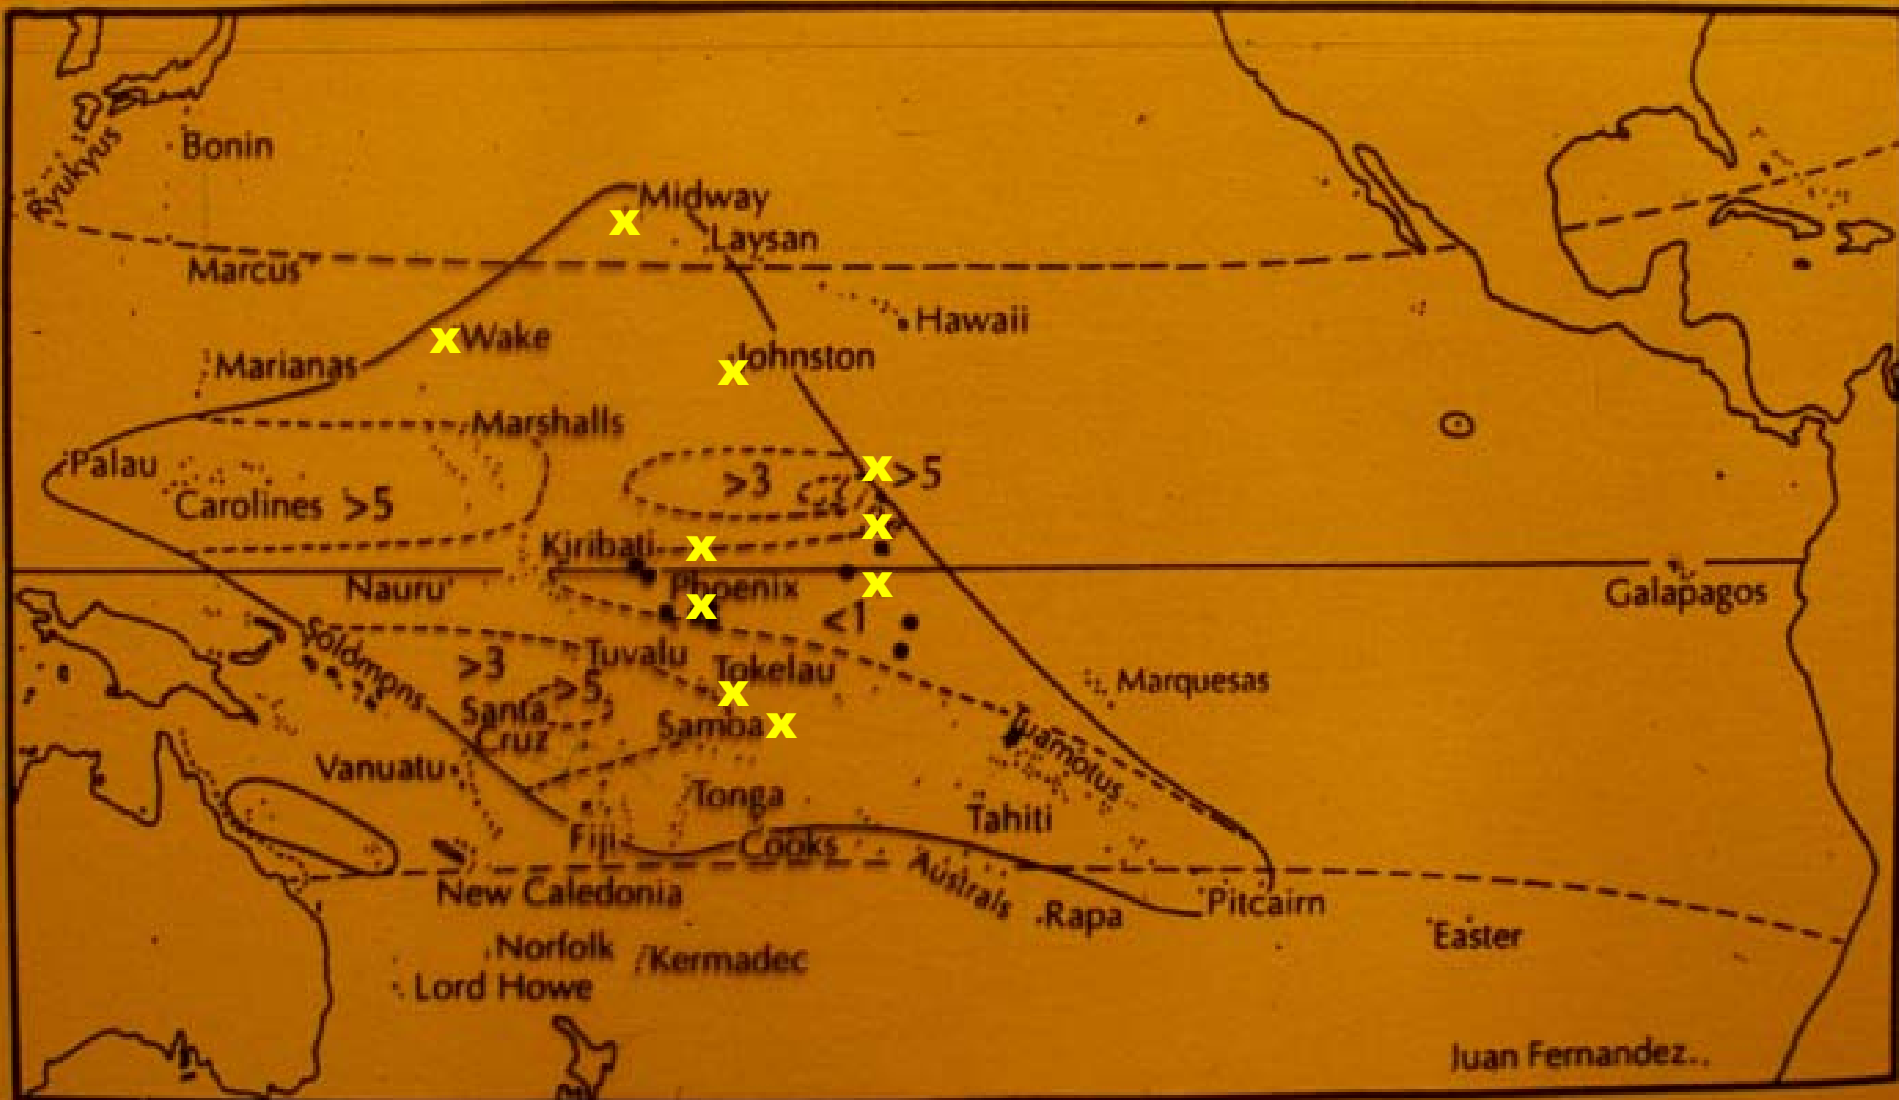 Bonin
Ryukyus
Midway
Laysan
Marcus
Hawaii
Wake
Johnston
Marianas
Marshalls
Palau
>3
>5
Carolines >5
Kiribati
Nauru
Phoenix
Galapagos
<1
Solomons
Tuvalu
>3
Tokelau
>5
Marquesas
Santa
Cruz
Samoa
Tuamotus
Vanuatu
Tonga
Tahiti
Fiji
Cooks
Australs
New Caledonia
Pitcairn
Rapa
Easter
Norfolk
Kermadec
Lord Howe
Juan Fernandez